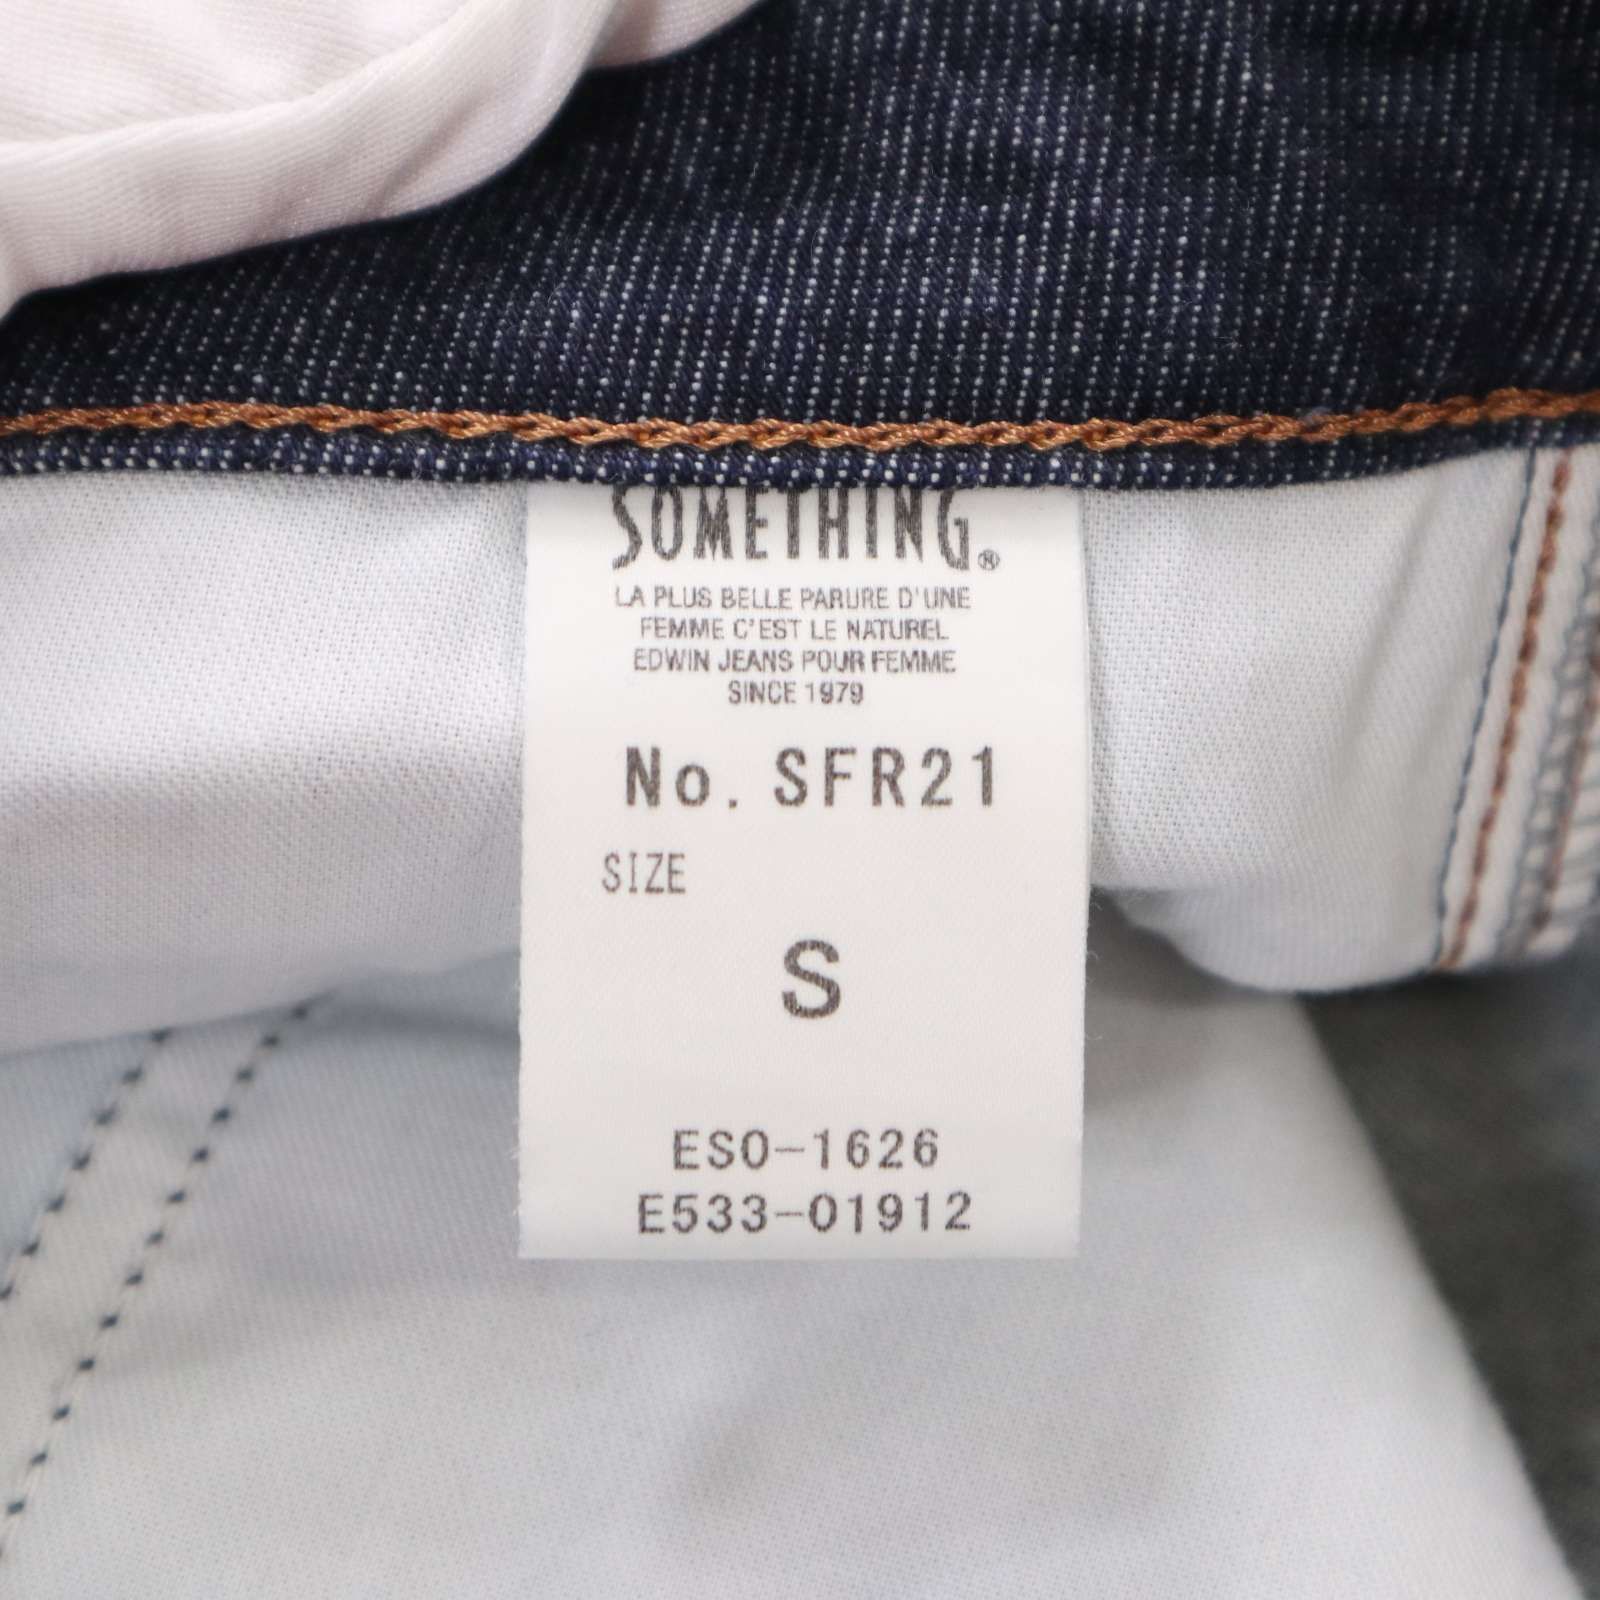 SOMETHING®
LA PLUS BELLE PARURE D'UNE
FEMME C'EST LE NATUREL
EDWIN JEANS POUR FEMME
SINCE 1979
No. SFR21
SIZE
S
ESO-1626
E533-01912